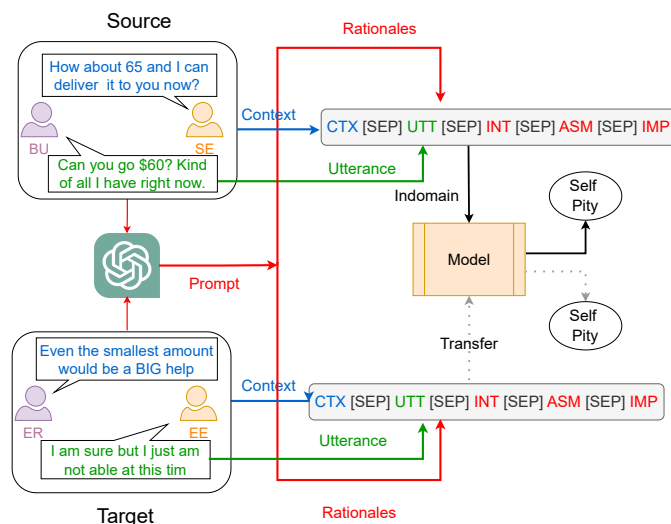 Source
Rationales
How about 65 and I can
deliver it to you now?
BU
SE
Context
CTX [SEP] UTT [SEP] INT [SEP] ASM [SEP] IMP
Can you go $60? Kind
of all I have right now.
Utterance
Indomain
Self
Pity
Model
Prompt
Self
Pity
Transfer
Even the smallest amount
would be a BIG help
ER
EE
Context
CTX [SEP] UTT [SEP] INT [SEP] ASM [SEP] IMP
Utterance
I am sure but I just am
not able at this tim
Rationales
Target